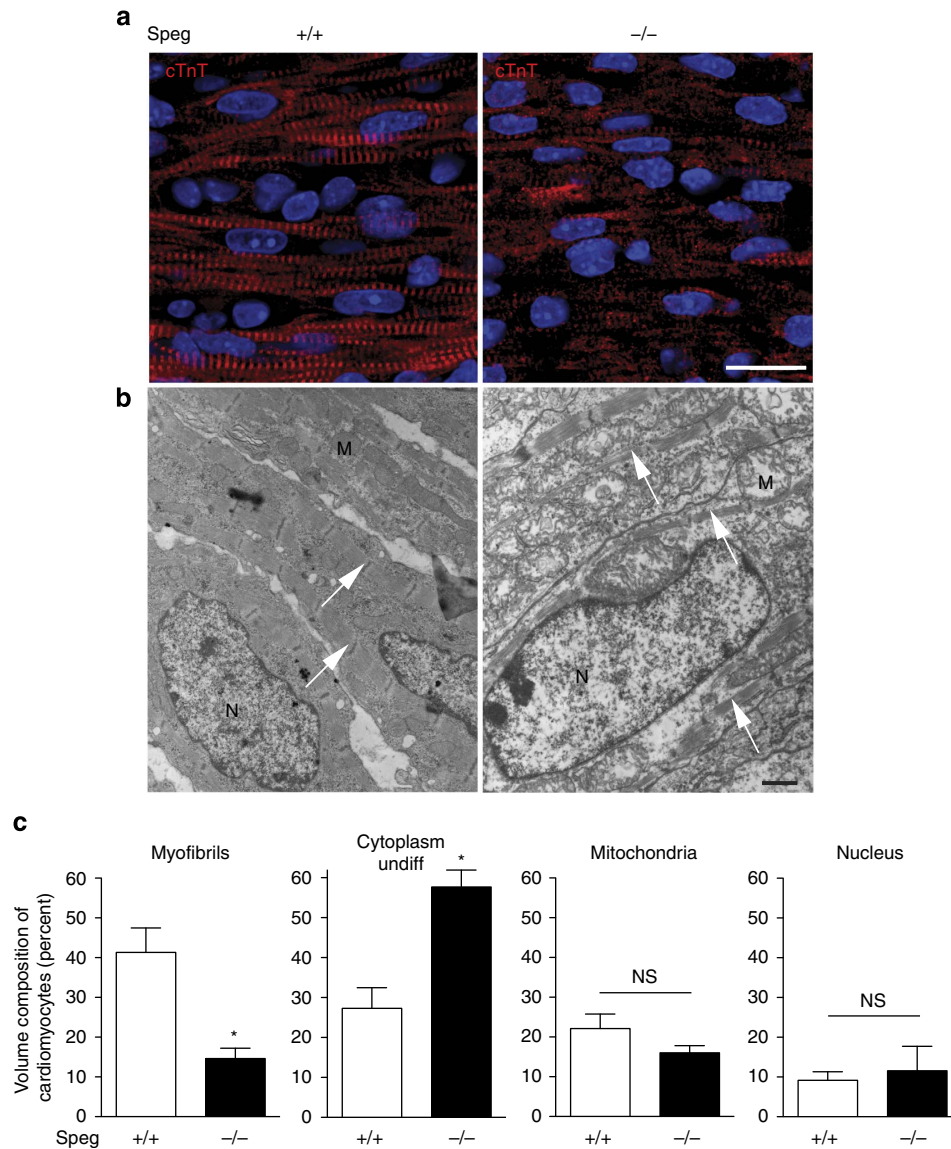 a
Speg +/+ –/–
cTnT cTnT
b
M M
N N
c
Myofibrils
Cytoplasm
undiff
Mitochondria
Nucleus
Volume composition of
cardiomyocytes (percent)
60 60 60 60
50 50 50 50
40 40 40 40
30 30 30 30
20 20 20 20
10 10 10 10
0 0 0 0
* * NS NS
Speg +/+ –/– +/+ –/– +/+ –/– +/+ –/–